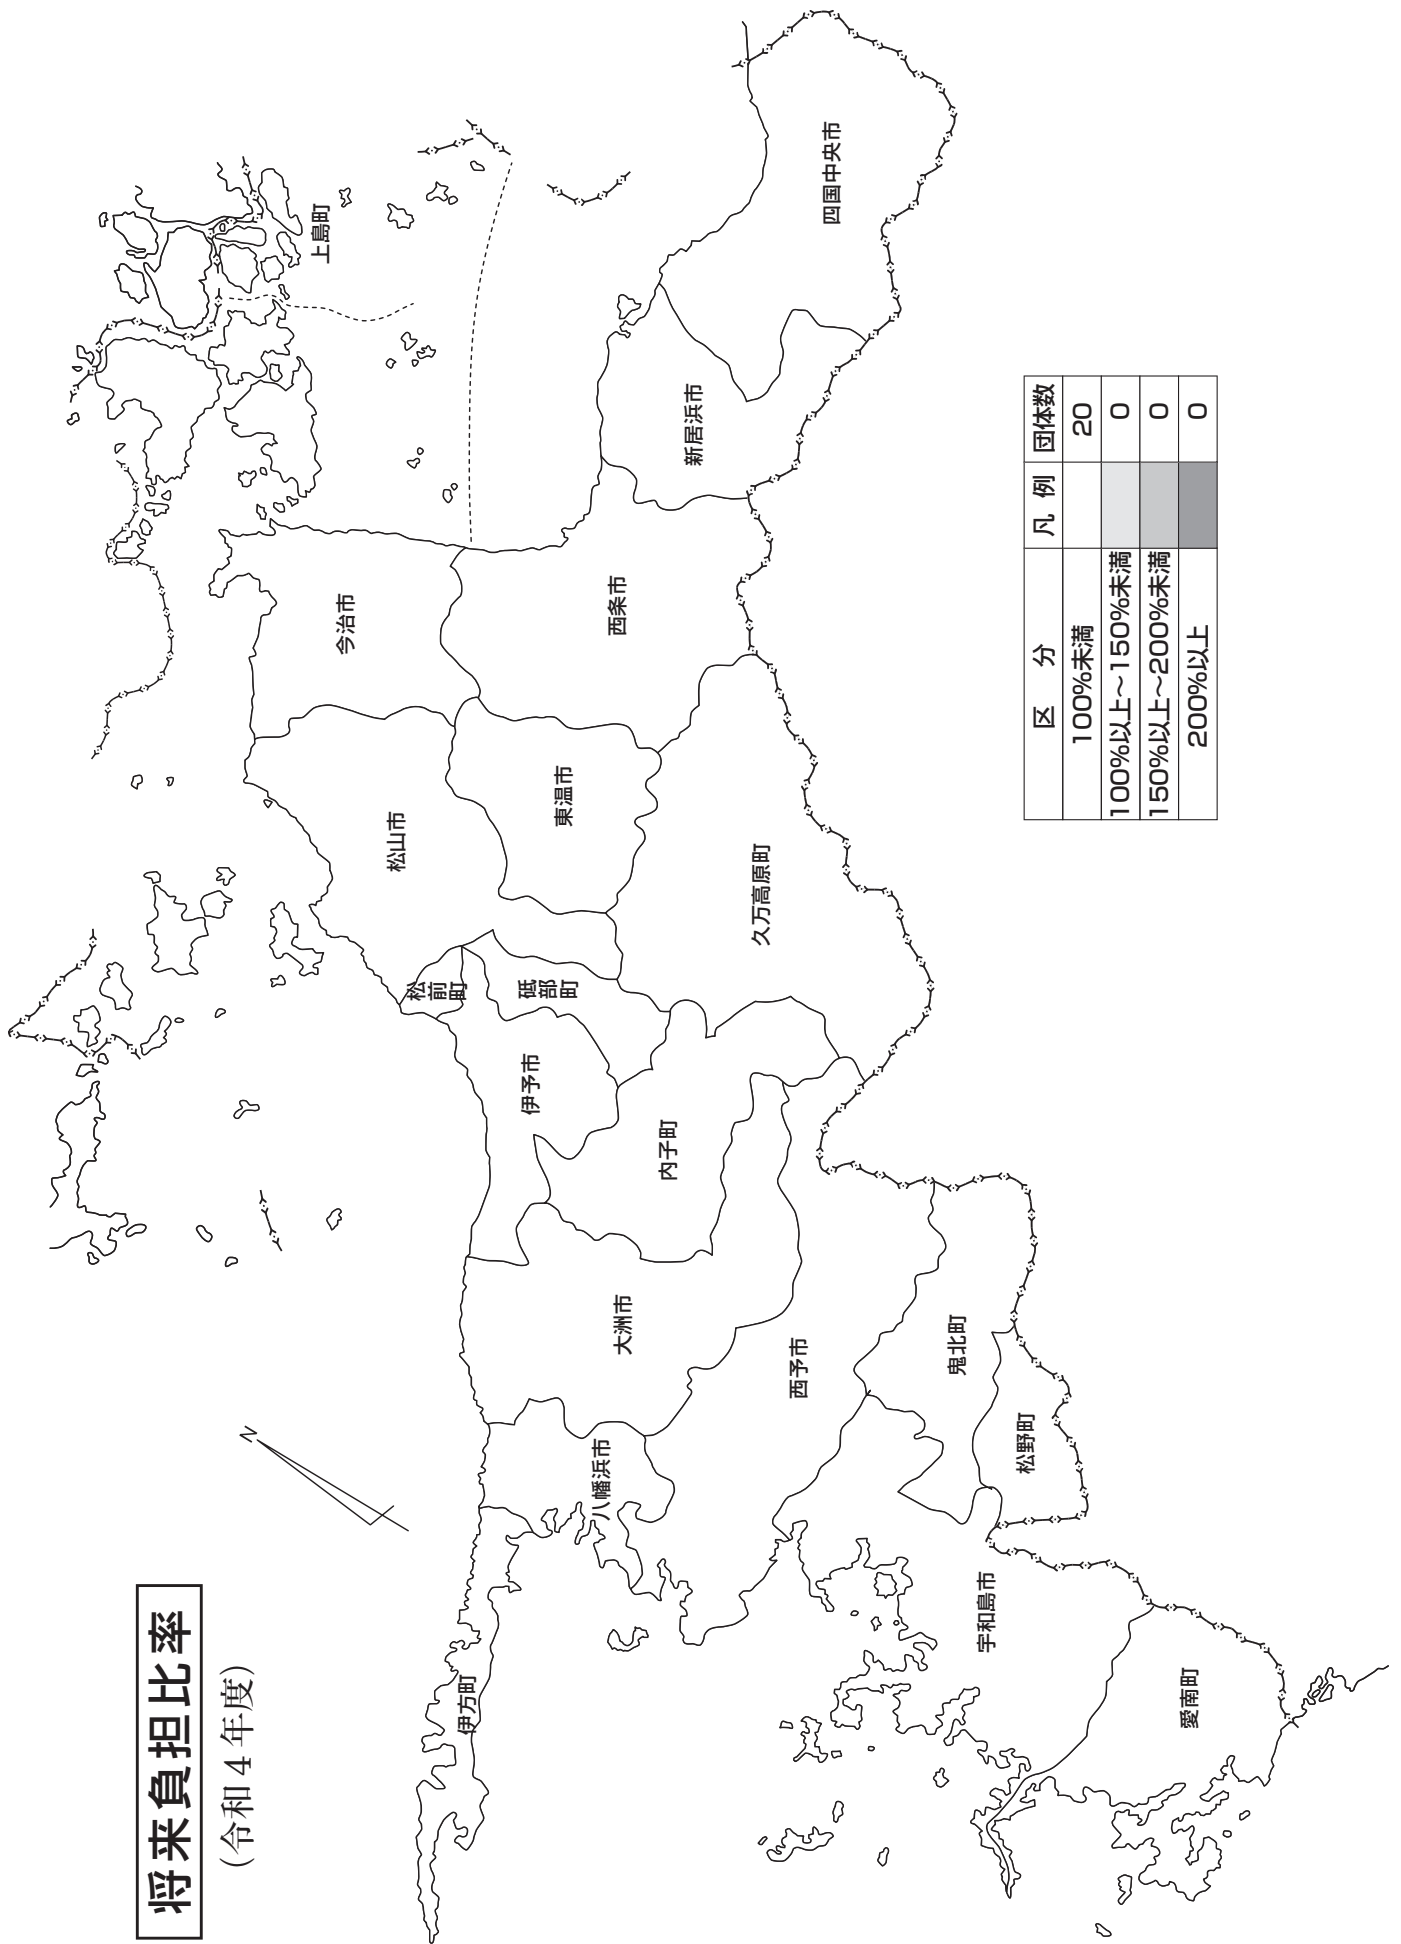 将来負担比率
(令和4年度)
上島町
四国中央市
新居浜市
西条市
今治市
東温市
松山市
久万高原町
松前町
砥部町
伊予市
内子町
大洲市
西予市
鬼北町
松野町
八幡浜市
伊方町
宇和島市
愛南町
N
区　分 凡 例 団体数
100%未満 20
100%以上～150%未満 0
150%以上～200%未満 0
200%以上 0